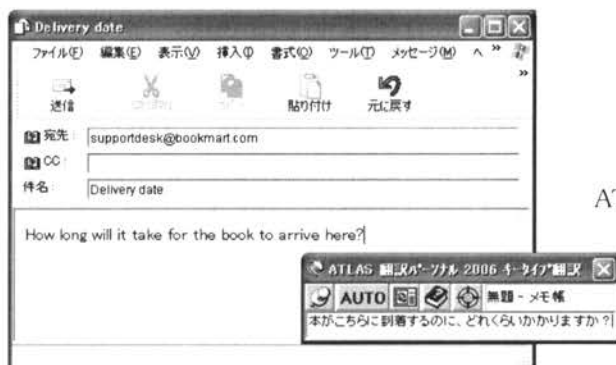 Delivery date
ファイル(F) 編集(E) 表示(V) 挿入(I) 書式(O) ツール(T) メッセージ(M) へ »
送信 貼り付け 元に戻す »
宛先: supportdesk@bookmart.com
CC:
件名: Delivery date
How long will it take for the book to arrive here?
AT
ATLAS 翻訳パーソナル 2006 キータイプ翻訳
AUTO 無題 - メモ帳
本がこちらに到着するのに、どれくらいかかりますか?